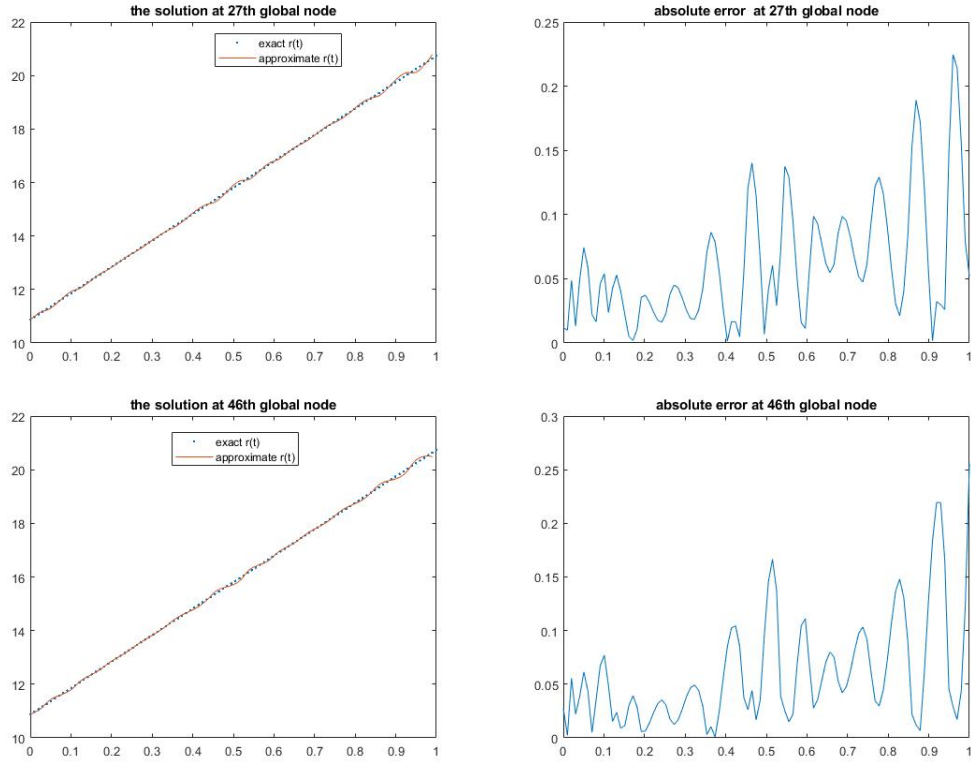 the solution at 27th global node
22
20
18
16
14
12
10
exact r(t)
approximate r(t)
0 0.1 0.2 0.3 0.4 0.5 0.6 0.7 0.8 0.9 1
absolute error at 27th global node
0.25
0.2
0.15
0.1
0.05
0
0 0.1 0.2 0.3 0.4 0.5 0.6 0.7 0.8 0.9 1
the solution at 46th global node
22
20
18
16
14
12
10
exact r(t)
approximate r(t)
0 0.1 0.2 0.3 0.4 0.5 0.6 0.7 0.8 0.9 1
absolute error at 46th global node
0.3
0.25
0.2
0.15
0.1
0.05
0
0 0.1 0.2 0.3 0.4 0.5 0.6 0.7 0.8 0.9 1